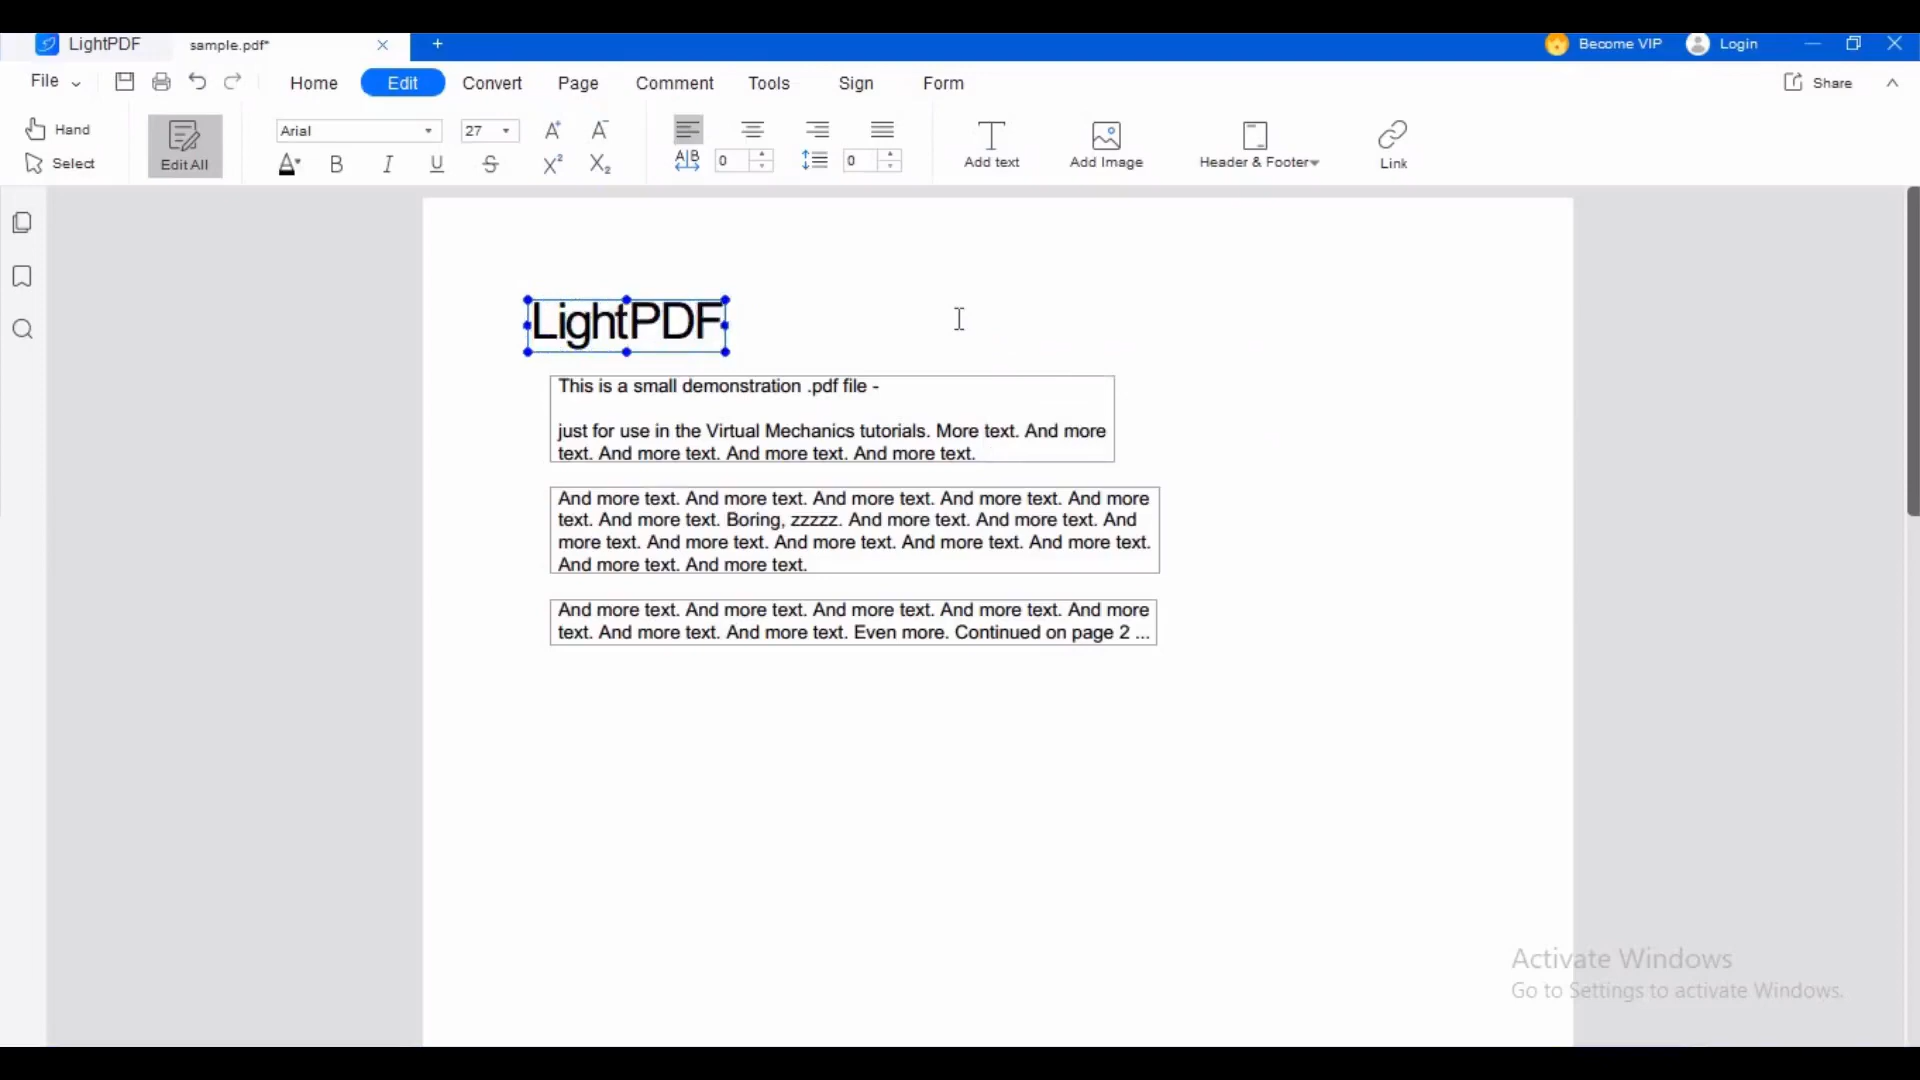 LightPDF sample.pdf* Become VIP Login
File Home Edit Convert Page Comment Tools Sign Form Share
Hand
Select
Edit All
Arial 27
A+ A-
A B I U S X² X₂
A|B 0 0
Add text Add Image Header & Footer Link
LightPDF
This is a small demonstration .pdf file -
just for use in the Virtual Mechanics tutorials. More text. And more
text. And more text. And more text. And more text.
And more text. And more text. And more text. And more text. And more
text. And more text. Boring, zzzzz. And more text. And more text. And
more text. And more text. And more text. And more text. And more text.
And more text. And more text.
And more text. And more text. And more text. And more text. And more
text. And more text. And more text. Even more. Continued on page 2 ...
Activate Windows
Go to Settings to activate Windows.